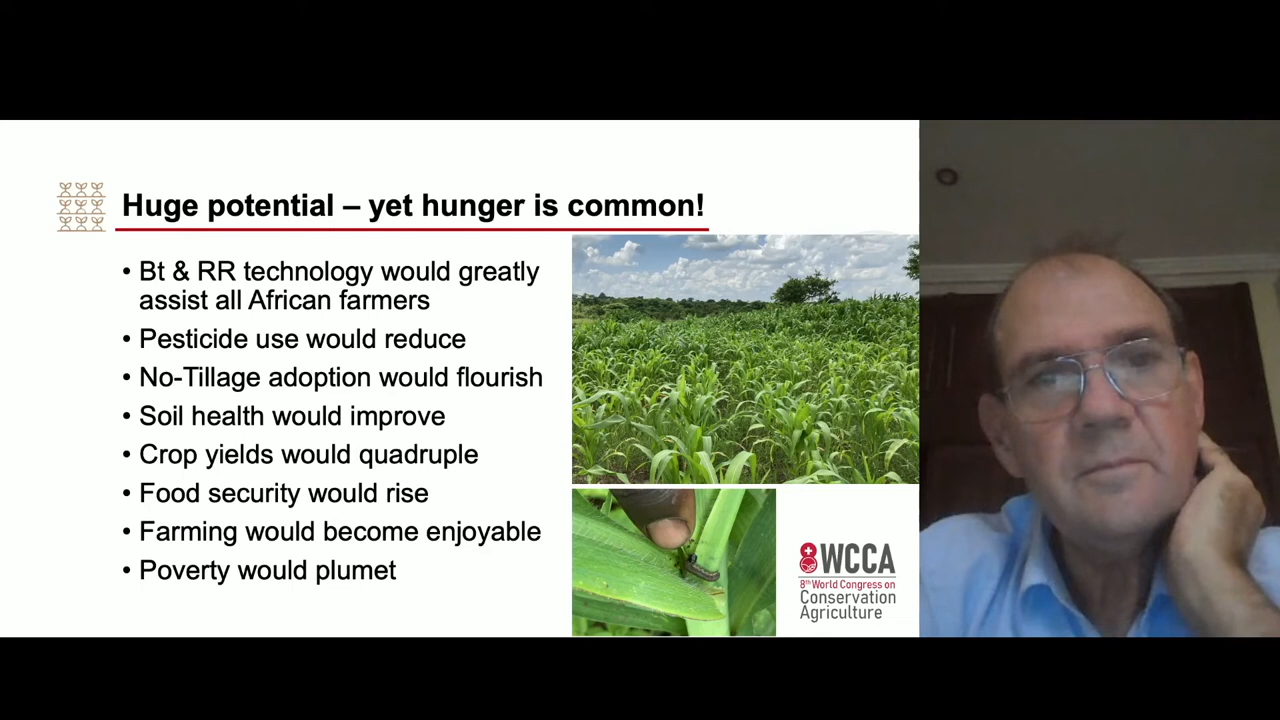 Huge potential – yet hunger is common!
• Bt & RR technology would greatly
assist all African farmers
• Pesticide use would reduce
• No-Tillage adoption would flourish
• Soil health would improve
• Crop yields would quadruple
• Food security would rise
• Farming would become enjoyable
• Poverty would plumet
8WCCA
8th World Congress on
Conservation
Agriculture